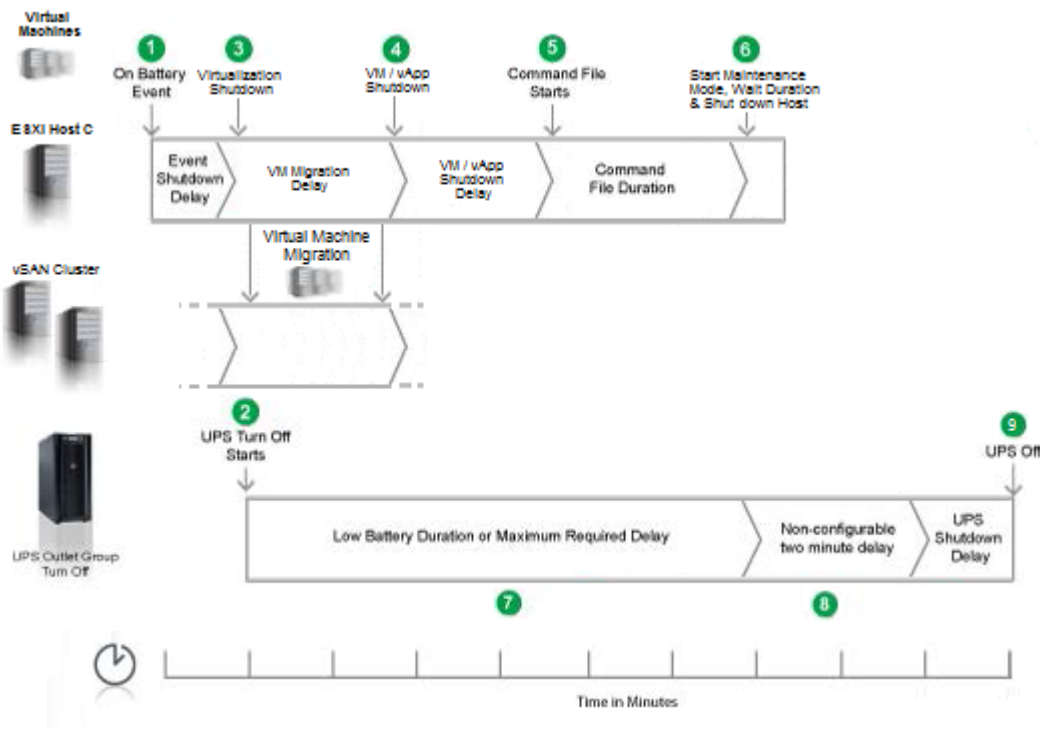 Virtual
Machines
1
On Battery
Event
3
Virtualization
Shutdown
4
VM / vApp
Shutdown
5
Command File
Starts
6
Start Maintenance
Mode, Wait Duration
& Shut down Host
ESXI Host C
Event
Shutdown
Delay
VM Migration
Delay
VM / vApp
Shutdown
Delay
Command
File Duration
Virtual Machine
Migration
vSAN Cluster
2
UPS Turn Off
Starts
9
UPS Off
UPS Outlet Group
Turn Off
Low Battery Duration or Maximum Required Delay
Non-configurable
two minute delay
UPS
Shutdown
Delay
7
8
Time in Minutes